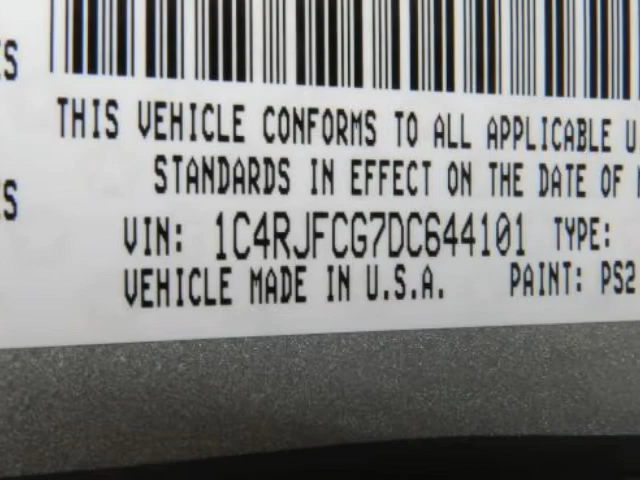 THIS VEHICLE CONFORMS TO ALL APPLICABLE U
STANDARDS IN EFFECT ON THE DATE OF
VIN: 1C4RJFCG7DC644101 TYPE:
VEHICLE MADE IN U.S.A. PAINT: PS2